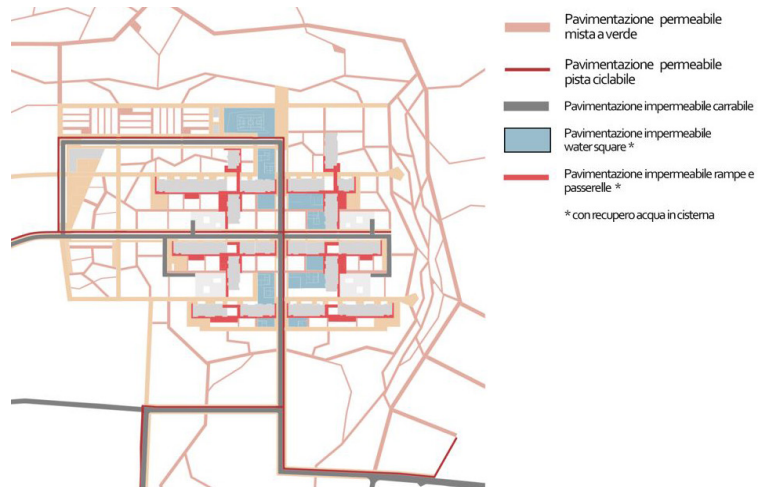 Pavimentazione permeabile
mista a verde
Pavimentazione permeabile
pista ciclabile
Pavimentazione impermeabile carrabile
Pavimentazione impermeabile
water square *
Pavimentazione impermeabile rampe e
passerelle *
* con recupero acqua in cisterna